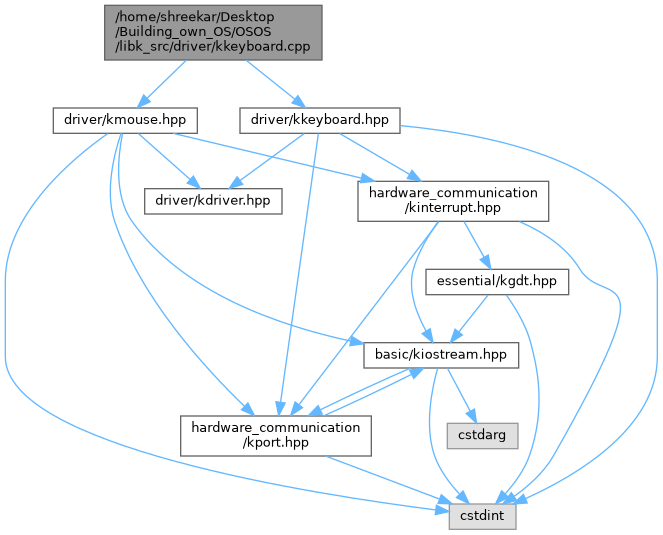 /home/shreekar/Desktop
/Building_own_OS/OSOS
/libk_src/driver/kkeyboard.cpp
driver/kmouse.hpp
driver/kkeyboard.hpp
driver/kdriver.hpp
hardware_communication
/kinterrupt.hpp
essential/kgdt.hpp
basic/kiostream.hpp
hardware_communication
/kport.hpp
cstdarg
cstdint